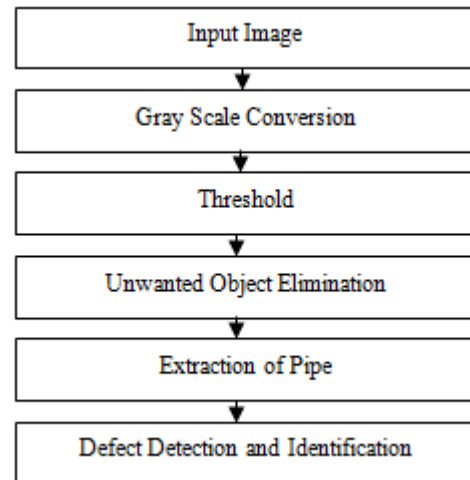 Input Image
Gray Scale Conversion
Threshold
Unwanted Object Elimination
Extraction of Pipe
Defect Detection and Identification